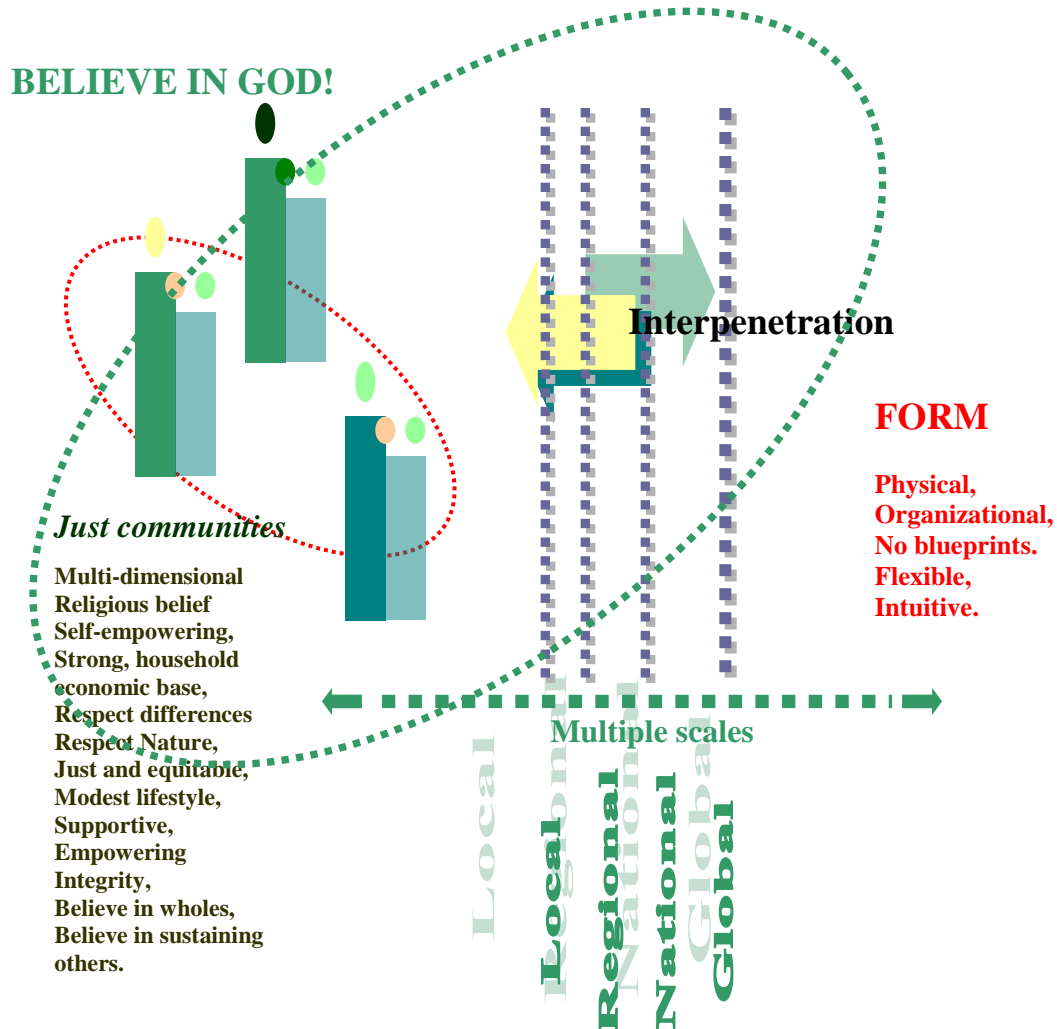 BELIEVE IN GOD!
Interpenetration
FORM
Physical,
Organizational,
No blueprints.
Flexible,
Intuitive.
Just communities
Multi-dimensional
Religious belief
Self-empowering,
Strong, household
economic base,
Respect differences
Respect Nature,
Just and equitable,
Modest lifestyle,
Supportive,
Empowering
Integrity,
Believe in wholes,
Believe in sustaining
others.
Multiple scales
Local
Regional
National
Global
Local
Regional
National
Global